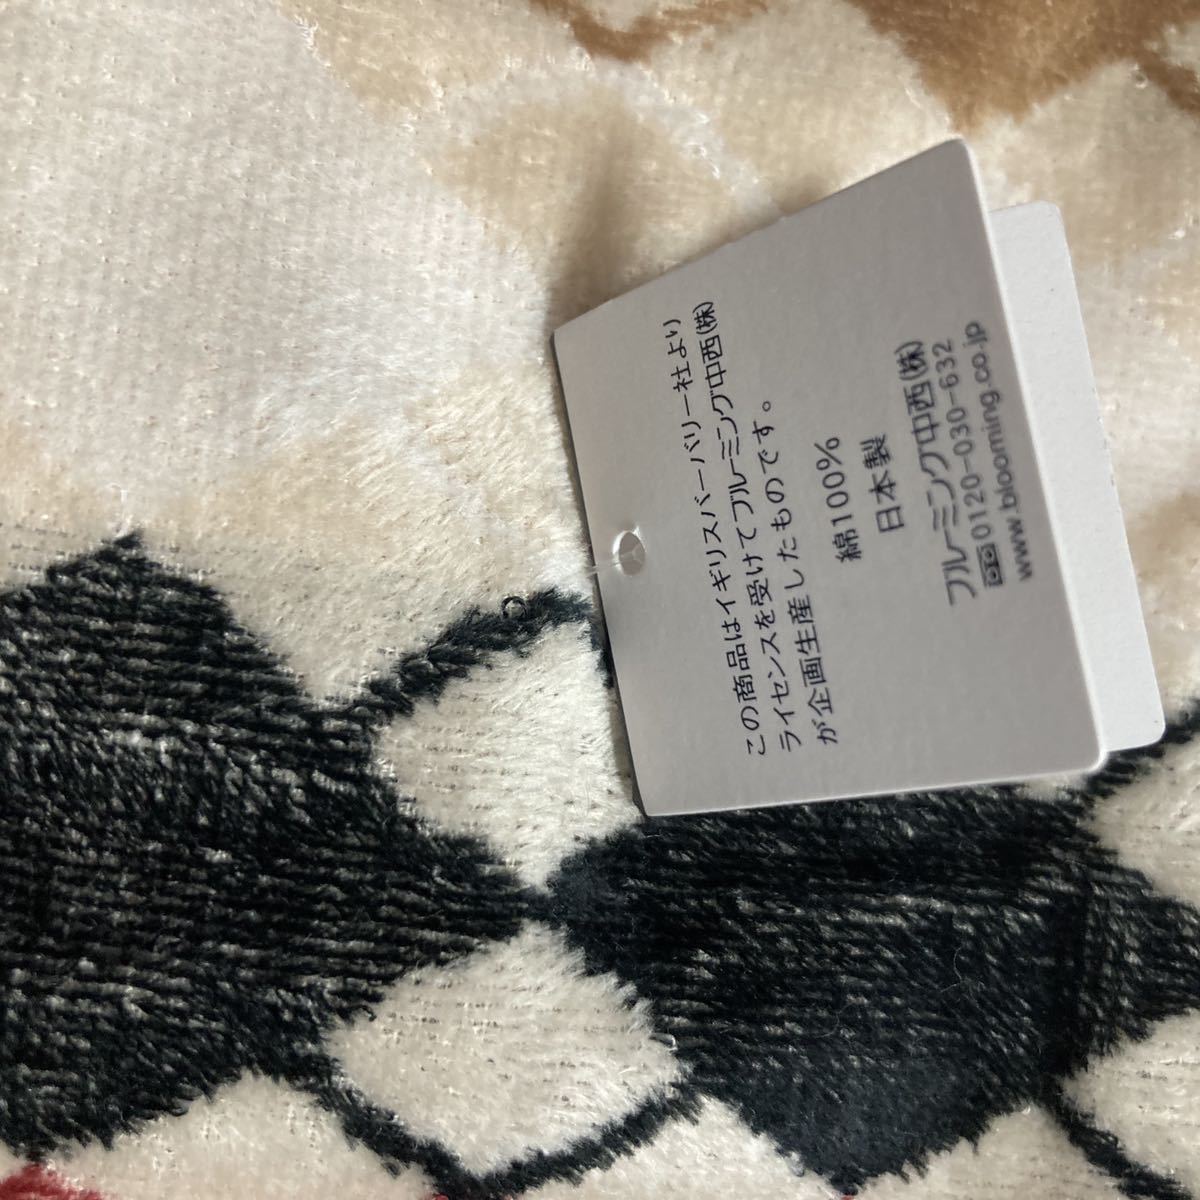 この商品はイギリスバーバリー社より
ライセンスを受けてブルーミング中西(株)
が企画生産したものです。
綿100%
日本製
ブルーミング中西(株)
0120-030-632
www.blooming.co.jp